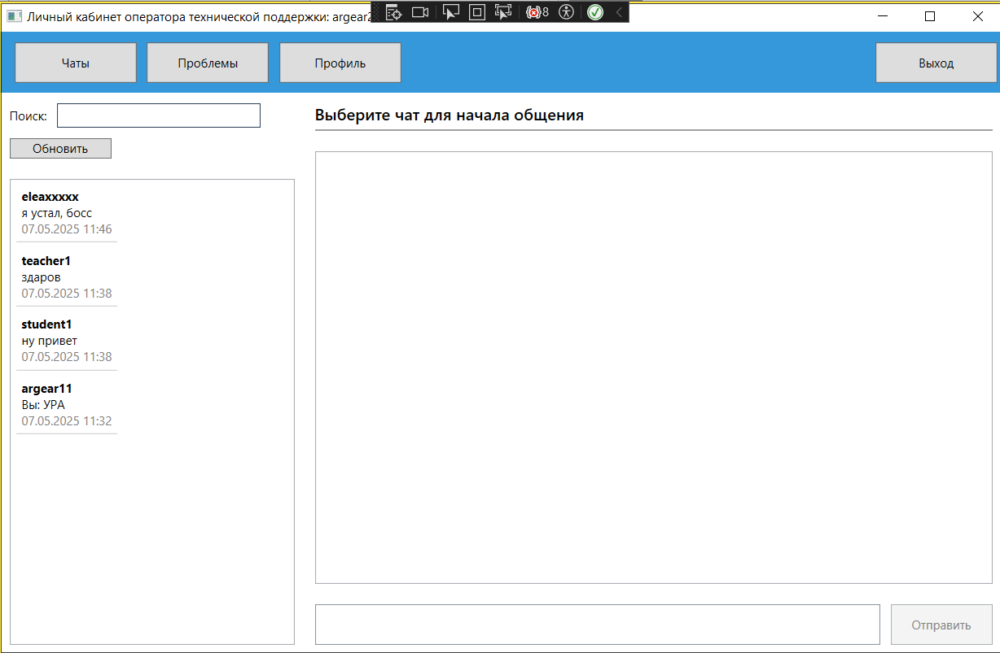 Личный кабинет оператора технической поддержки: argear2
8
Чаты
Проблемы
Профиль
Выход
Поиск:
Обновить
eleaxxxxx
я устал, босс
07.05.2025 11:46
teacher1
здаров
07.05.2025 11:38
student1
ну привет
07.05.2025 11:38
argear11
Вы: УРА
07.05.2025 11:32
Выберите чат для начала общения
Отправить